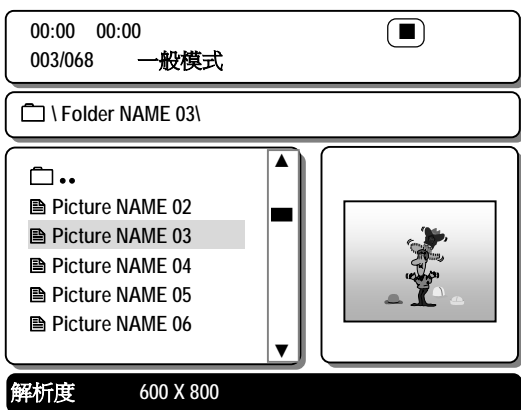 00:00 00:00
003/068 一般模式
\ Folder NAME 03\
..
Picture NAME 02
Picture NAME 03
Picture NAME 04
Picture NAME 05
Picture NAME 06
解析度 600 X 800